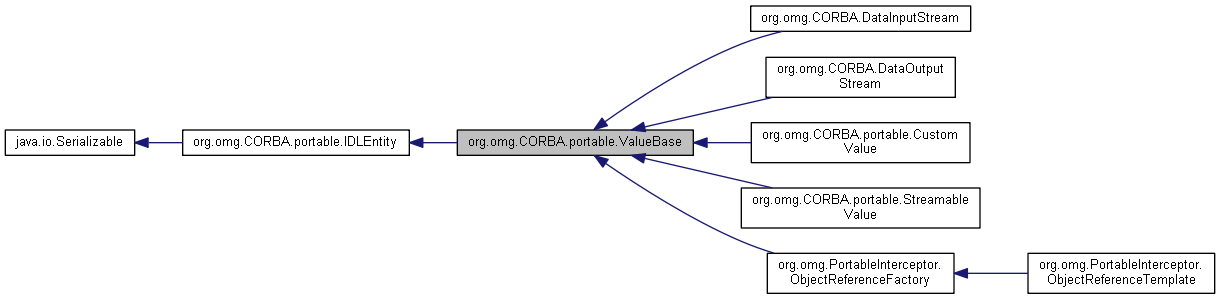 org.omg.CORBA.DataInputStream
org.omg.CORBA.DataOutput
Stream
java.io.Serializable
org.omg.CORBA.portable.IDLEntity
org.omg.CORBA.portable.ValueBase
org.omg.CORBA.portable.Custom
Value
org.omg.CORBA.portable.Streamable
Value
org.omg.PortableInterceptor.
ObjectReferenceFactory
org.omg.PortableInterceptor.
ObjectReferenceTemplate